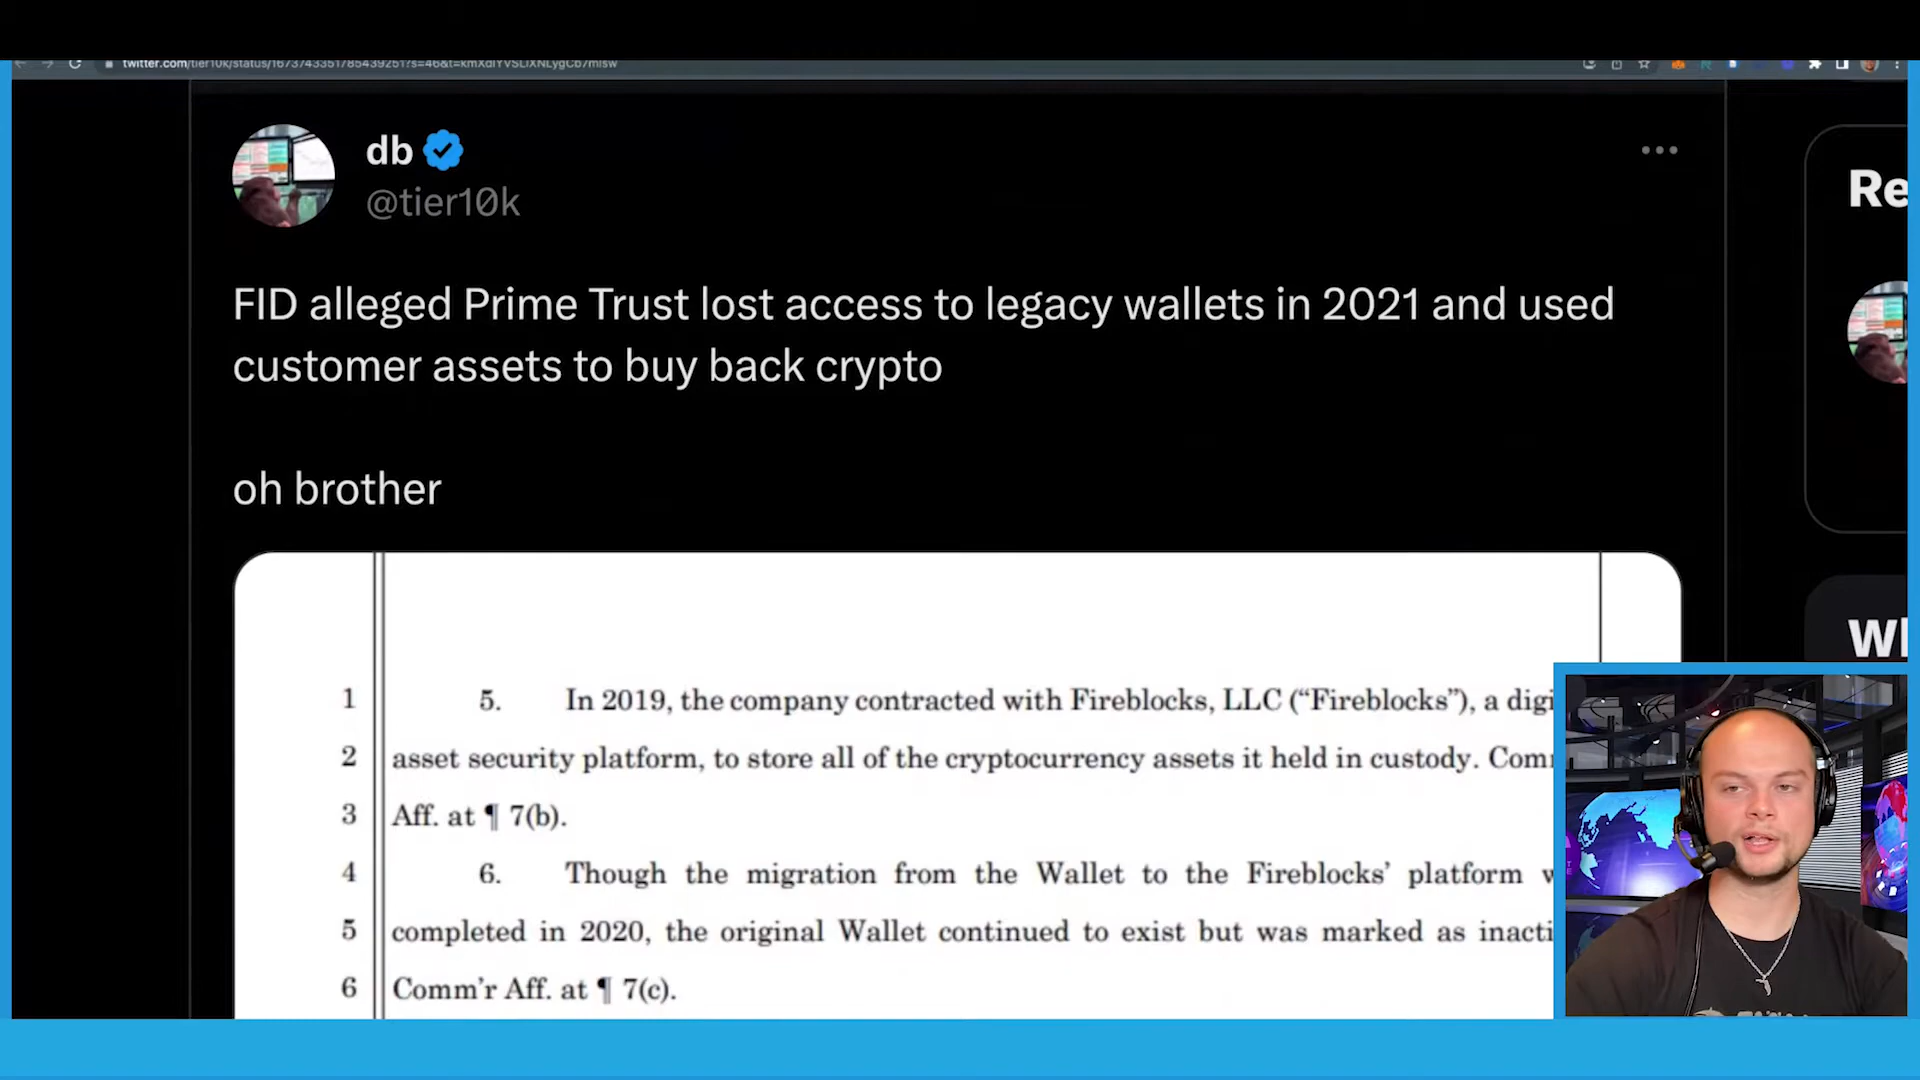 db
@tier10k
FID alleged Prime Trust lost access to legacy wallets in 2021 and used
customer assets to buy back crypto
oh brother
Re
Wh
1 5. In 2019, the company contracted with Fireblocks, LLC (“Fireblocks”), a digi
2 asset security platform, to store all of the cryptocurrency assets it held in custody. Com
3 Aff. at ¶ 7(b).
4 6. Though the migration from the Wallet to the Fireblocks’ platform w
5 completed in 2020, the original Wallet continued to exist but was marked as inacti
6 Comm’r Aff. at ¶ 7(c).